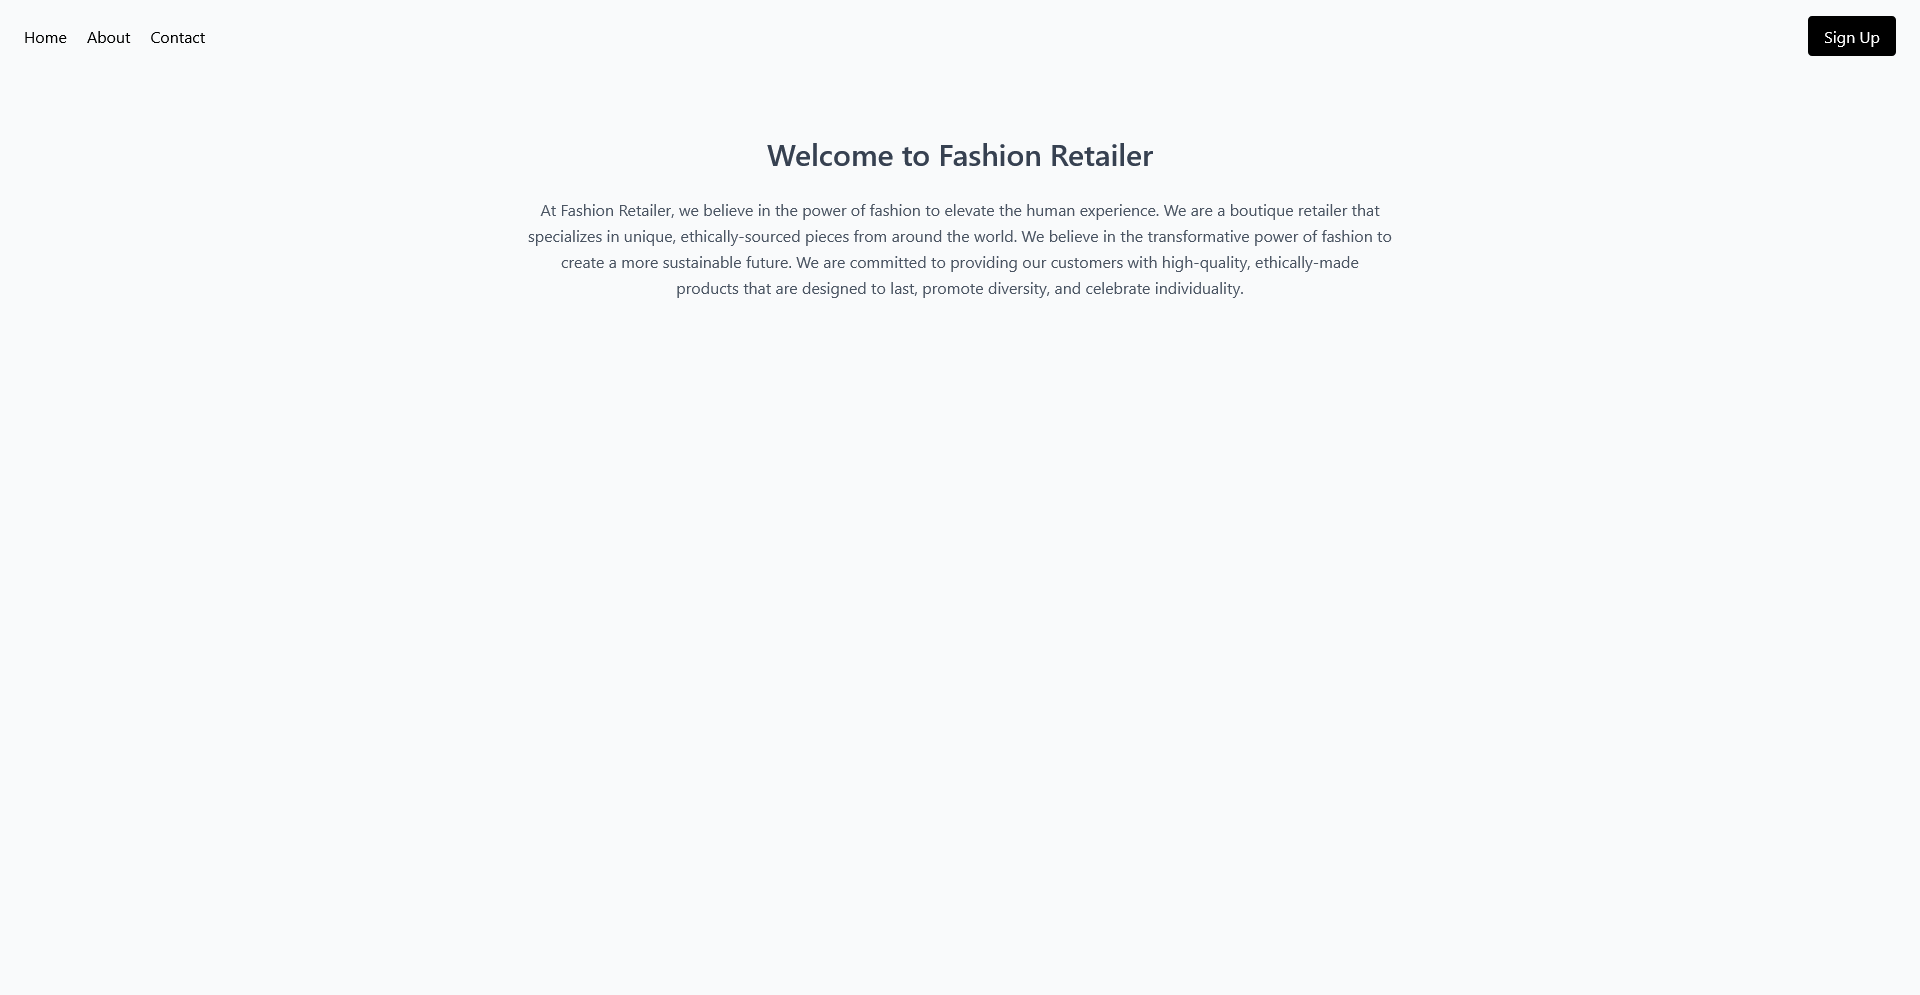 Home About Contact Sign Up
Welcome to Fashion Retailer
At Fashion Retailer, we believe in the power of fashion to elevate the human experience. We are a boutique retailer that
specializes in unique, ethically-sourced pieces from around the world. We believe in the transformative power of fashion to
create a more sustainable future. We are committed to providing our customers with high-quality, ethically-made
products that are designed to last, promote diversity, and celebrate individuality.